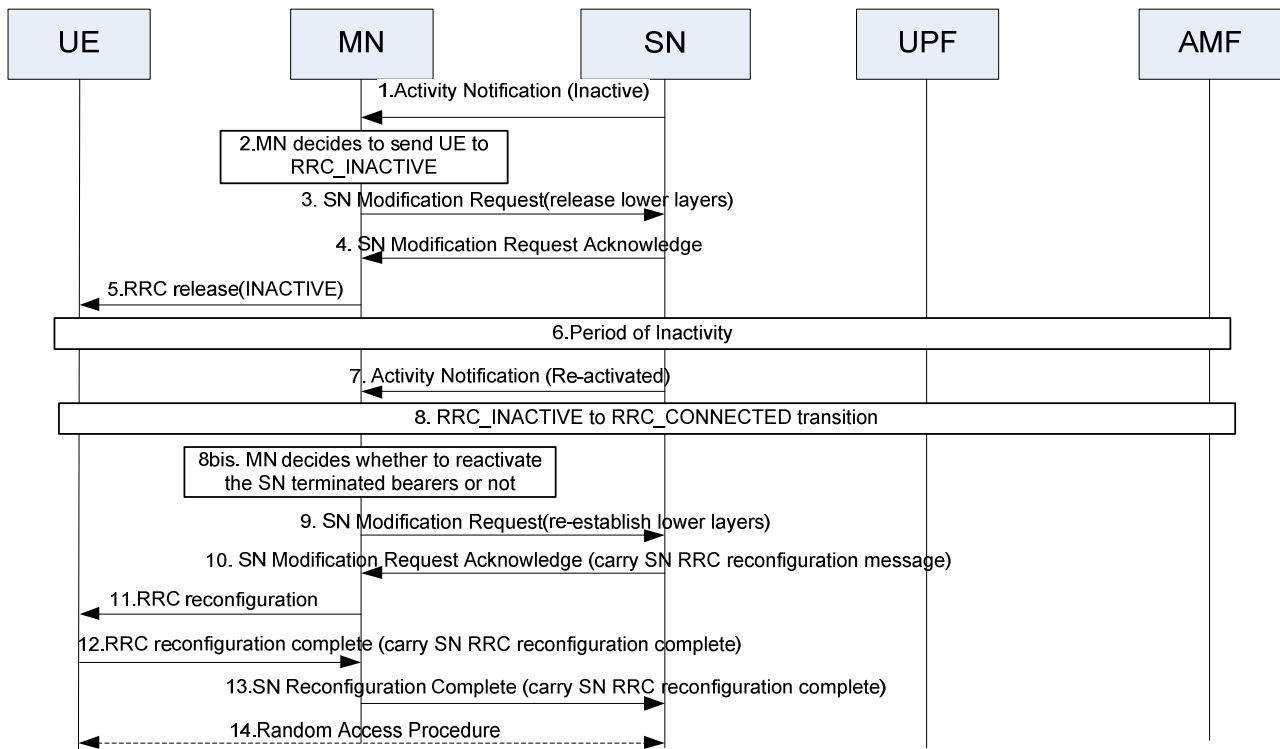 UE
MN
SN
UPF
AMF
1.Activity Notification (Inactive)
2.MN decides to send UE to
RRC_INACTIVE
3. SN Modification Request(release lower layers)
4. SN Modification Request Acknowledge
5.RRC release(INACTIVE)
6.Period of Inactivity
7. Activity Notification (Re-activated)
8. RRC_INACTIVE to RRC_CONNECTED transition
8bis. MN decides whether to reactivate
the SN terminated bearers or not
9. SN Modification Request(re-establish lower layers)
10. SN Modification Request Acknowledge (carry SN RRC reconfiguration message)
11.RRC reconfiguration
12.RRC reconfiguration complete (carry SN RRC reconfiguration complete)
13.SN Reconfiguration Complete (carry SN RRC reconfiguration complete)
14.Random Access Procedure